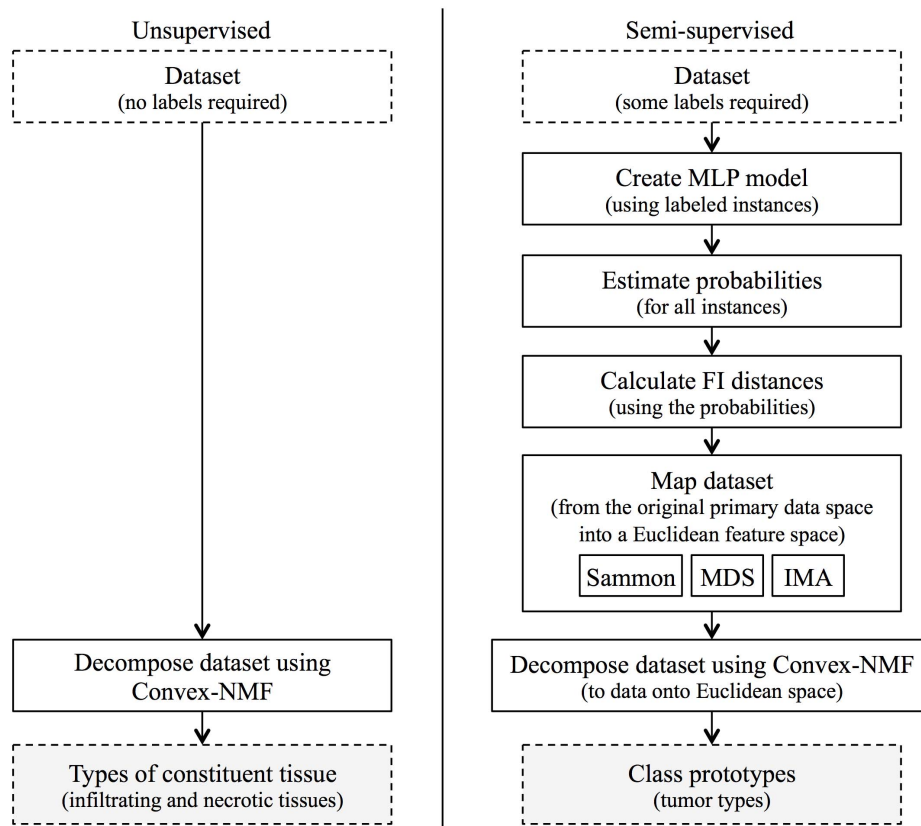 Unsupervised
Dataset
(no labels required)
Decompose dataset using
Convex-NMF
Types of constituent tissue
(infiltrating and necrotic tissues)
Semi-supervised
Dataset
(some labels required)
Create MLP model
(using labeled instances)
Estimate probabilities
(for all instances)
Calculate FI distances
(using the probabilities)
Map dataset
(from the original primary data space
into a Euclidean feature space)
Sammon MDS IMA
Decompose dataset using Convex-NMF
(to data onto Euclidean space)
Class prototypes
(tumor types)